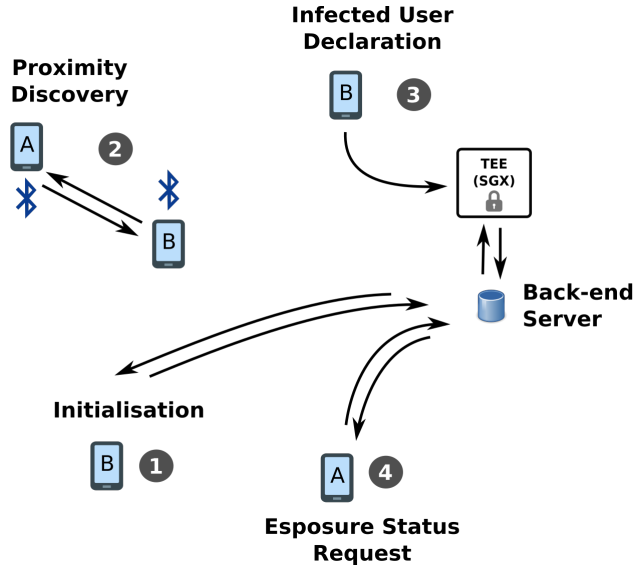 Infected User
Declaration
B
3
Proximity
Discovery
A
2
B
TEE
(SGX)
Back-end
Server
Initialisation
B
1
A
4
Esposure Status
Request